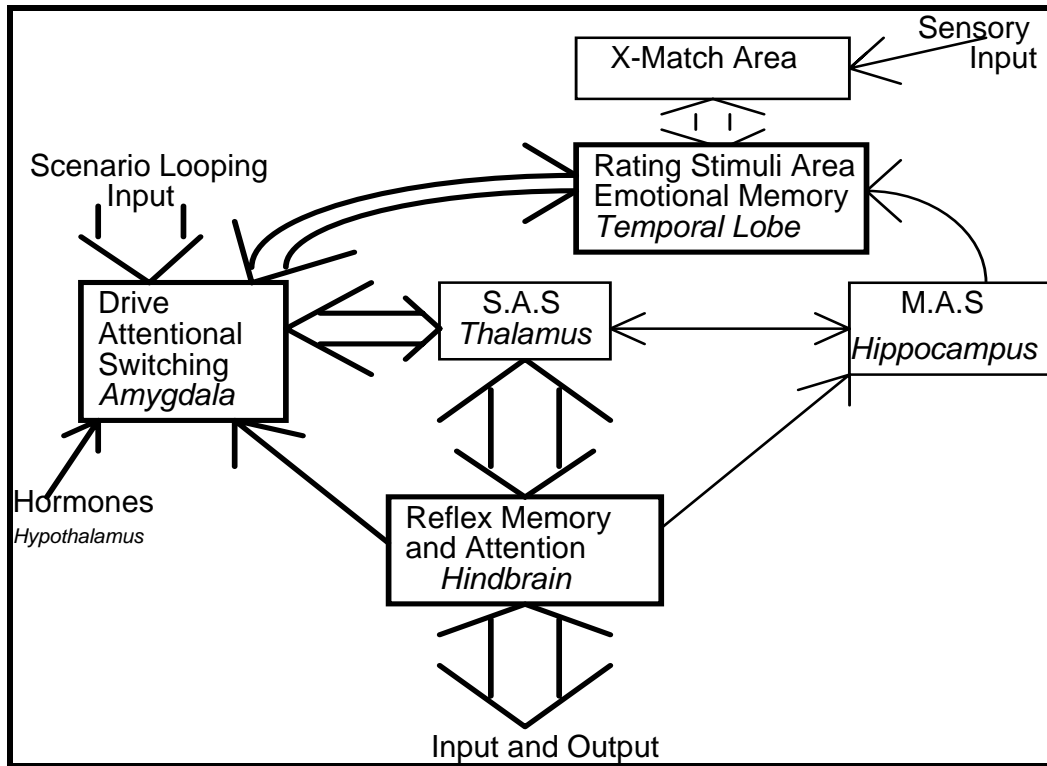 Sensory
Input
X-Match Area
Scenario Looping
Input
Rating Stimuli Area
Emotional Memory
Temporal Lobe
Drive
Attentional
Switching
Amygdala
S.A.S
Thalamus
M.A.S
Hippocampus
Hormones
Hypothalamus
Reflex Memory
and Attention
Hindbrain
Input and Output